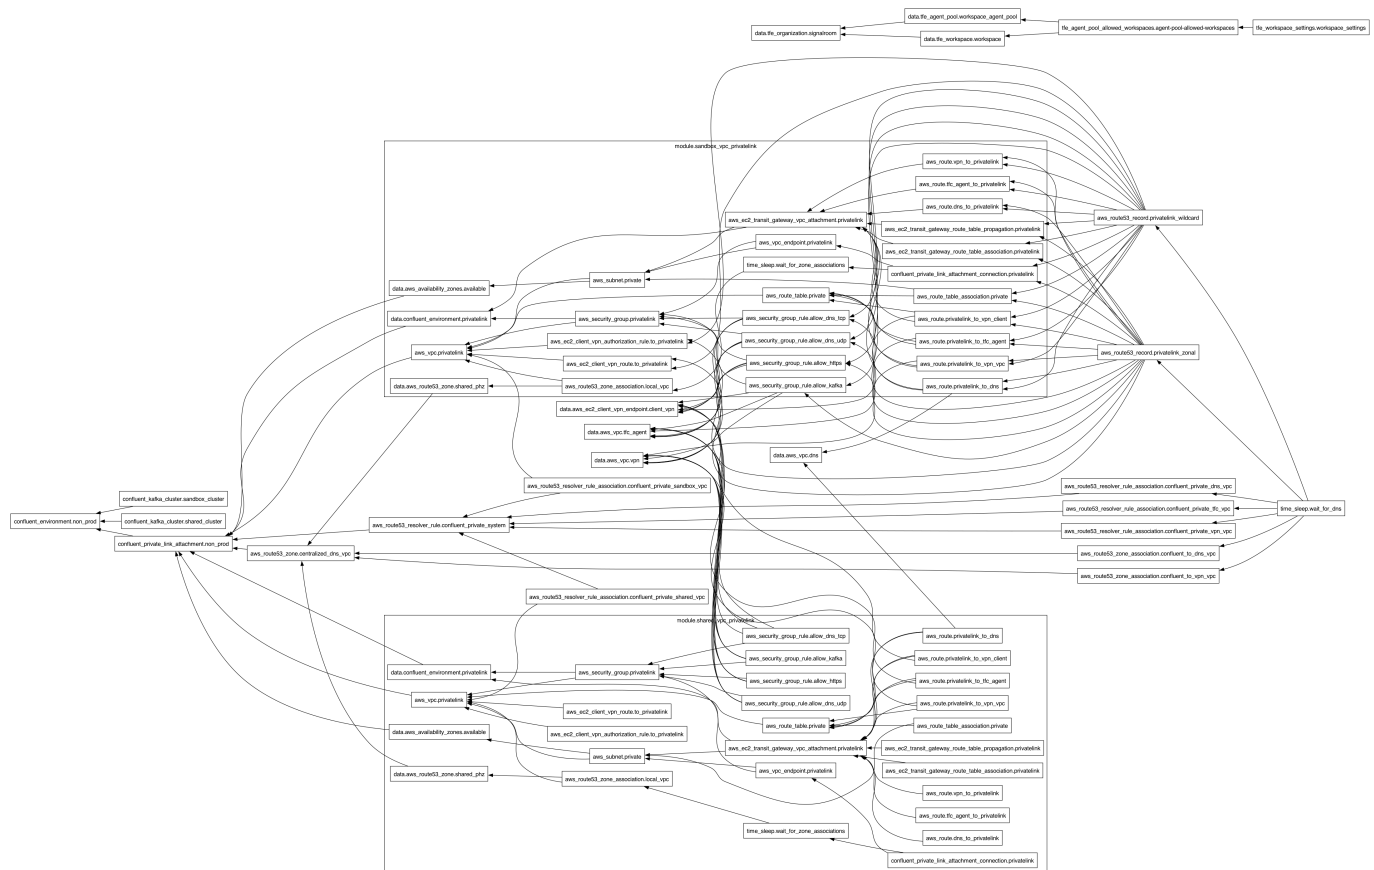 data.tfe_agent_pool.workspace_agent_pool
data.tfe_organization.signalroom
tfe_agent_pool_allowed_workspaces.agent-pool-allowed-workspaces
tfe_workspace_settings.workspace_settings
data.tfe_workspace.workspace
module.sandbox_vpc_privatelink
aws_route.vpn_to_privatelink
aws_route.tfc_agent_to_privatelink
aws_route.dns_to_privatelink
aws_ec2_transit_gateway_vpc_attachment.privatelink
aws_route53_record.privatelink_wildcard
aws_ec2_transit_gateway_route_table_propagation.privatelink
aws_vpc_endpoint.privatelink
aws_ec2_transit_gateway_route_table_association.privatelink
time_sleep.wait_for_zone_associations
confluent_private_link_attachment_connection.privatelink
aws_subnet.private
data.aws_availability_zones.available
aws_route_table.private
aws_route_table_association.private
data.confluent_environment.privatelink
aws_security_group.privatelink
aws_security_group_rule.allow_dns_tcp
aws_route.privatelink_to_vpn_client
aws_ec2_client_vpn_authorization_rule.to_privatelink
aws_security_group_rule.allow_dns_udp
aws_route.privatelink_to_tfc_agent
aws_vpc.privatelink
aws_route53_record.privatelink_zonal
aws_ec2_client_vpn_route.to_privatelink
aws_security_group_rule.allow_https
aws_route.privatelink_to_vpn_vpc
data.aws_route53_zone.shared_phz
aws_route53_zone_association.local_vpc
aws_security_group_rule.allow_kafka
aws_route.privatelink_to_dns
data.aws_ec2_client_vpn_endpoint.client_vpn
data.aws_vpc.tfc_agent
data.aws_vpc.vpn
data.aws_vpc.dns
aws_route53_resolver_rule_association.confluent_private_sandbox_vpc
aws_route53_resolver_rule_association.confluent_private_dns_vpc
confluent_kafka_cluster.sandbox_cluster
aws_route53_resolver_rule_association.confluent_private_tfc_vpc
time_sleep.wait_for_dns
confluent_environment.non_prod
confluent_kafka_cluster.shared_cluster
aws_route53_resolver_rule.confluent_private_system
aws_route53_resolver_rule_association.confluent_private_vpn_vpc
confluent_private_link_attachment.non_prod
aws_route53_zone.centralized_dns_vpc
aws_route53_zone_association.confluent_to_dns_vpc
aws_route53_zone_association.confluent_to_vpn_vpc
aws_route53_resolver_rule_association.confluent_private_shared_vpc
module.shared_vpc_privatelink
aws_security_group_rule.allow_dns_tcp
aws_route.privatelink_to_dns
aws_security_group_rule.allow_kafka
aws_route.privatelink_to_vpn_client
data.confluent_environment.privatelink
aws_security_group.privatelink
aws_security_group_rule.allow_https
aws_route.privatelink_to_tfc_agent
aws_vpc.privatelink
aws_security_group_rule.allow_dns_udp
aws_route.privatelink_to_vpn_vpc
aws_ec2_client_vpn_route.to_privatelink
aws_route_table.private
aws_route_table_association.private
data.aws_availability_zones.available
aws_ec2_client_vpn_authorization_rule.to_privatelink
aws_ec2_transit_gateway_vpc_attachment.privatelink
aws_ec2_transit_gateway_route_table_propagation.privatelink
aws_subnet.private
aws_vpc_endpoint.privatelink
aws_ec2_transit_gateway_route_table_association.privatelink
data.aws_route53_zone.shared_phz
aws_route53_zone_association.local_vpc
aws_route.vpn_to_privatelink
aws_route.tfc_agent_to_privatelink
time_sleep.wait_for_zone_associations
aws_route.dns_to_privatelink
confluent_private_link_attachment_connection.privatelink